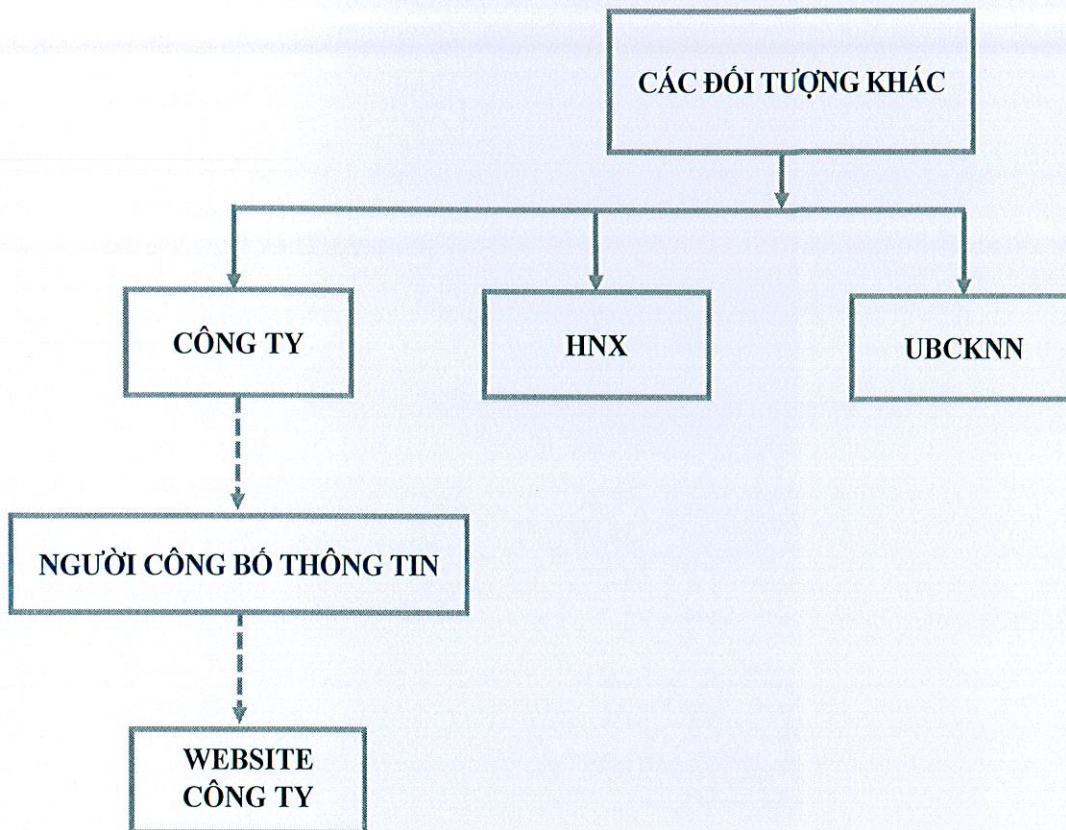 CÁC ĐỐI TƯỢNG KHÁC
CÔNG TY
HNX
UBCKNN
NGƯỜI CÔNG BỐ THÔNG TIN
WEBSITE
CÔNG TY